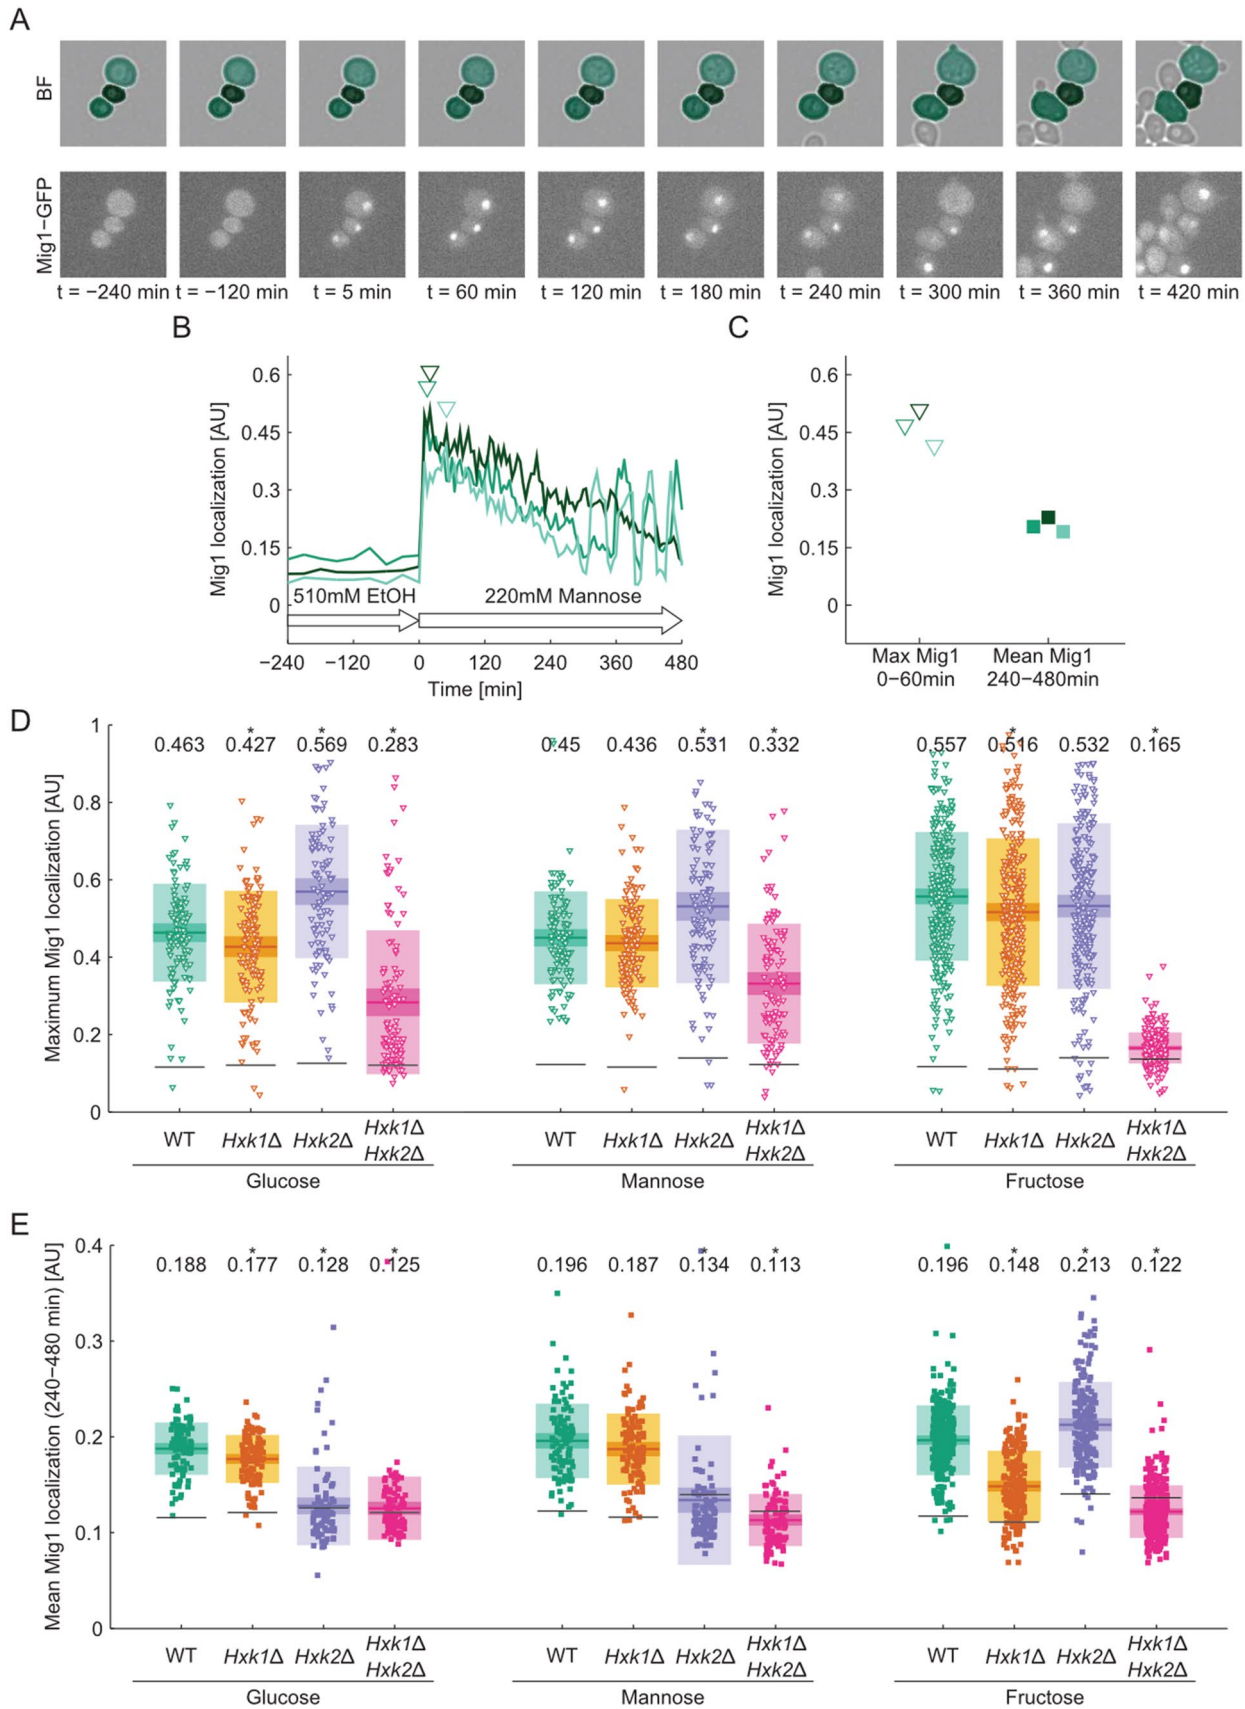 A
BF
Mig1−GFP
t = −240 min t = −120 min t = 5 min t = 60 min t = 120 min t = 180 min t = 240 min t = 300 min t = 360 min t = 420 min
B
Mig1 localization [AU]
0.6
0.45
0.3
0.15
0
510mM EtOH 220mM Mannose
−240 −120 0 120 240 360 480
Time [min]
C
Mig1 localization [AU]
0.6
0.45
0.3
0.15
0
Max Mig1 Mean Mig1
0−60min 240−480min
D
Maximum Mig1 localization [AU]
1
0.8
0.6
0.4
0.2
0
* * * * * * *
0.463 0.427 0.569 0.283 0.45 0.436 0.531 0.332 0.557 0.516 0.532 0.165
WT Hxk1Δ Hxk2Δ Hxk1Δ Hxk2Δ WT Hxk1Δ Hxk2Δ Hxk1Δ Hxk2Δ WT Hxk1Δ Hxk2Δ Hxk1Δ Hxk2Δ
Glucose Mannose Fructose
E
Mean Mig1 localization (240−480 min) [AU]
0.4
0.3
0.2
0.1
0
* * * * * * * *
0.188 0.177 0.128 0.125 0.196 0.187 0.134 0.113 0.196 0.148 0.213 0.122
WT Hxk1Δ Hxk2Δ Hxk1Δ Hxk2Δ WT Hxk1Δ Hxk2Δ Hxk1Δ Hxk2Δ WT Hxk1Δ Hxk2Δ Hxk1Δ Hxk2Δ
Glucose Mannose Fructose